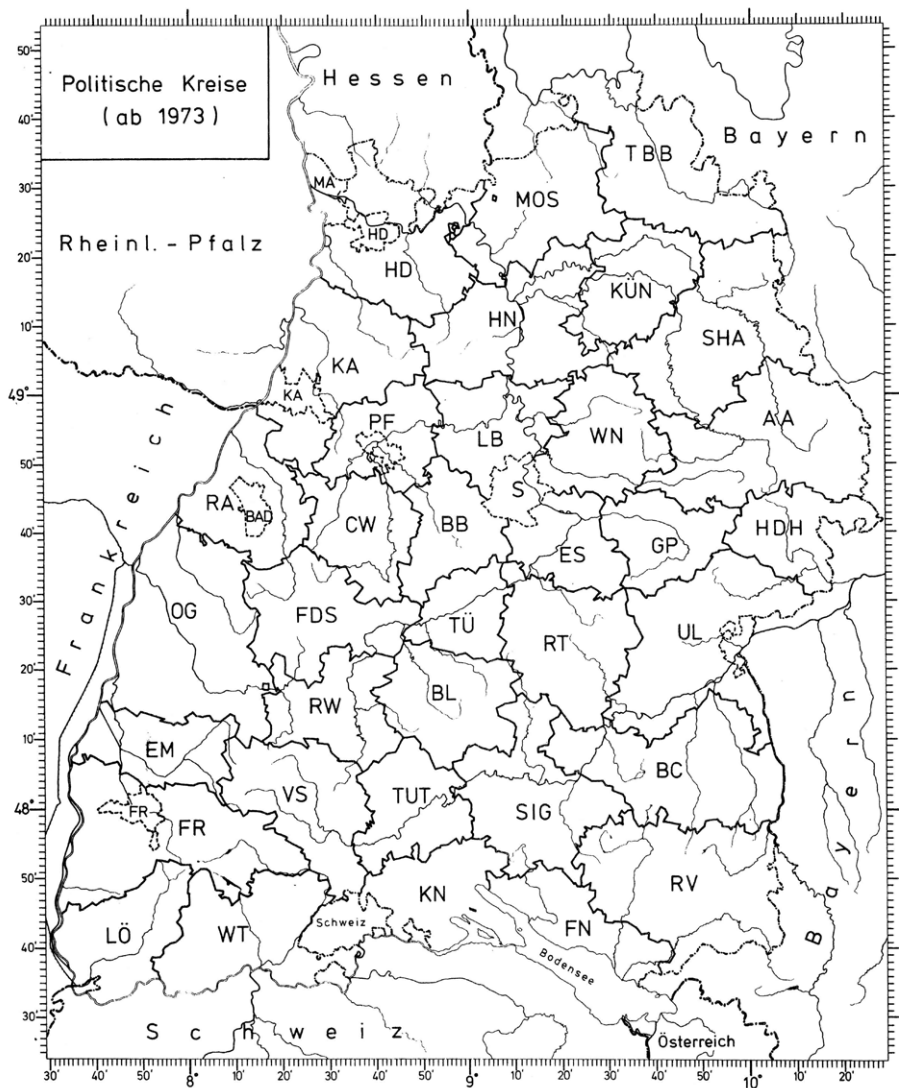 Politische Kreise
(ab 1973)
Hessen
Bayern
Rheinl.-Pfalz
Frankreich
Bayern
Schweiz
Schweiz
Bodensee
Österreich
TBB
MA
MOS
HD
HD
KÜN
HN
SHA
KA
KA
PF
LB
WN
AA
RA
BAD
CW
BB
S
ES
GP
HDH
OG
FDS
TÜ
RT
UL
RW
BL
EM
VS
TUT
SIG
BC
FR
FR
KN
FN
RV
LÖ
WT
50'
40'
30'
20'
10'
49°
50'
40'
30'
20'
10'
48°
50'
40'
30'
30' 40' 50' 8° 10' 20' 30' 40' 50' 9° 10' 20' 30' 40' 50' 10° 10' 20'